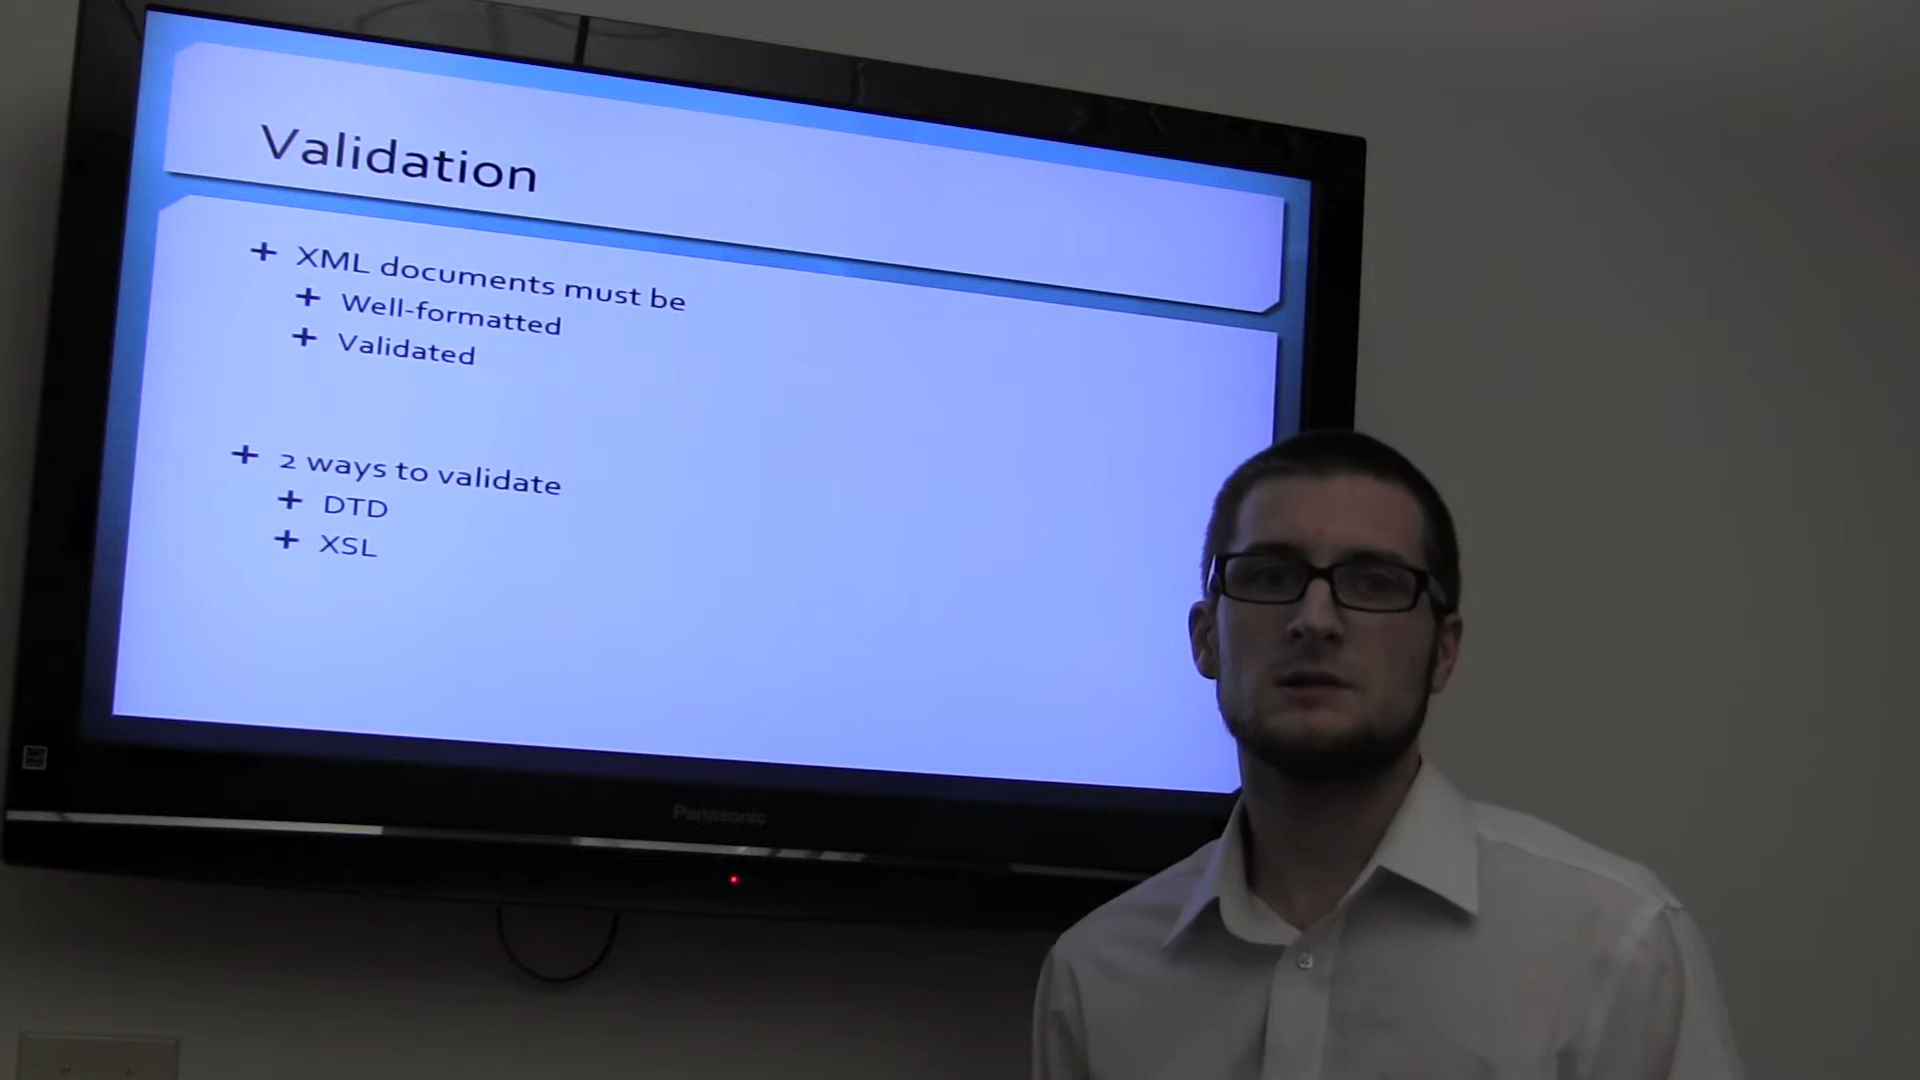 Validation
+ XML documents must be
+ Well-formatted
+ Validated
+ 2 ways to validate
+ DTD
+ XSL
Panasonic